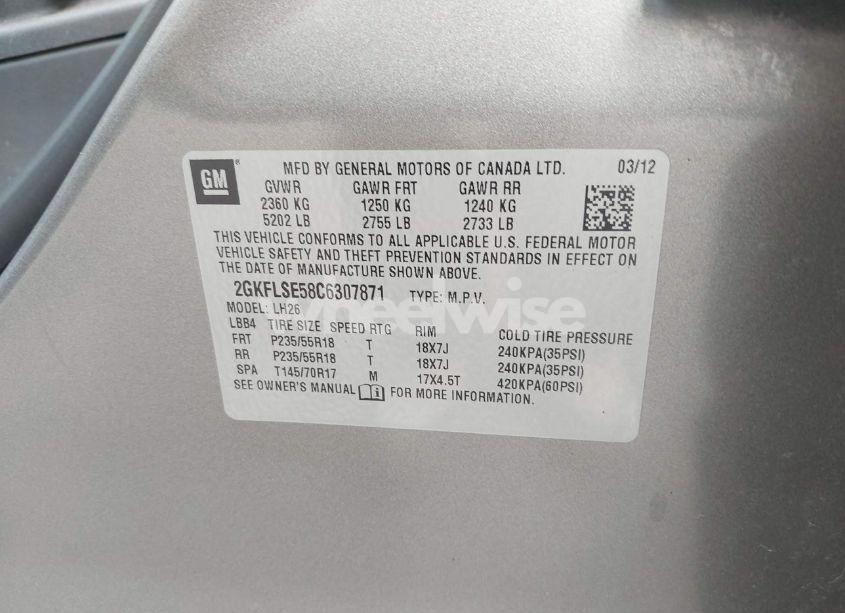 GM®
MFD BY GENERAL MOTORS OF CANADA LTD. 03/12
GVWR GAWR FRT GAWR RR
2360 KG 1250 KG 1240 KG
5202 LB 2755 LB 2733 LB
THIS VEHICLE CONFORMS TO ALL APPLICABLE U.S. FEDERAL MOTOR
VEHICLE SAFETY AND THEFT PREVENTION STANDARDS IN EFFECT ON
THE DATE OF MANUFACTURE SHOWN ABOVE.
2GKFLSE58C6307871 TYPE: M.P.V.
MODEL: LH26
LBB4 TIRE SIZE SPEED RTG RIM COLD TIRE PRESSURE
FRT P235/55R18 T 18X7J 240KPA(35PSI)
RR P235/55R18 T 18X7J 240KPA(35PSI)
SPA T145/70R17 M 17X4.5T 420KPA(60PSI)
SEE OWNER'S MANUAL FOR MORE INFORMATION.
wheelwise